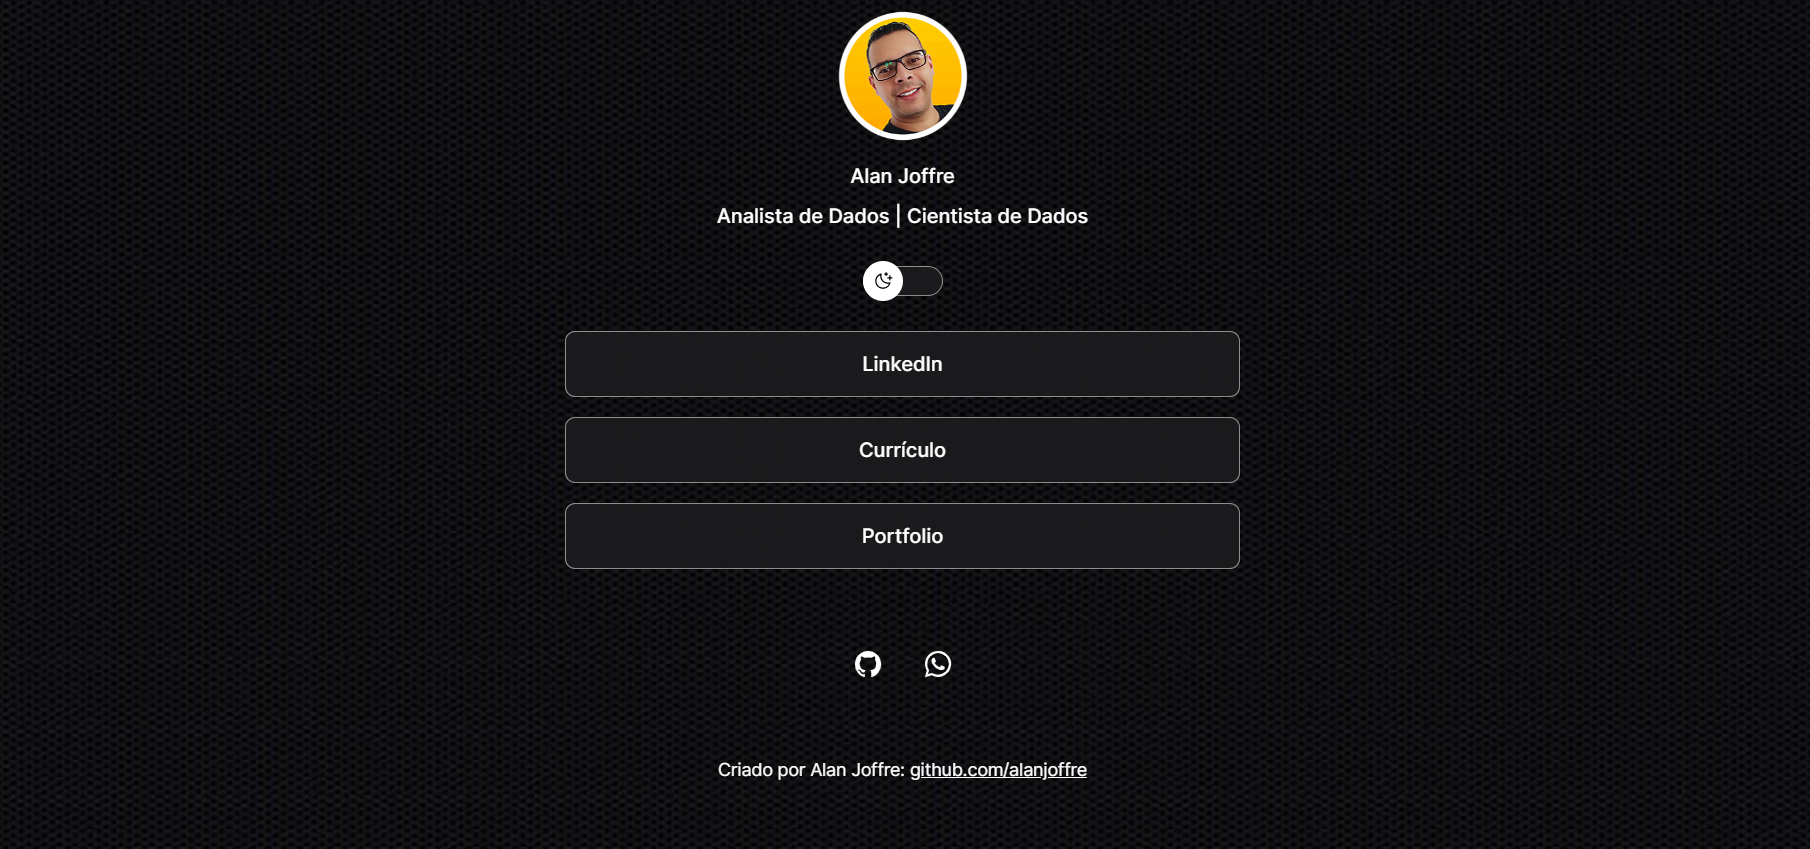 Alan Joffre
Analista de Dados | Cientista de Dados
LinkedIn
Currículo
Portfolio
Criado por Alan Joffre: github.com/alanjoffre